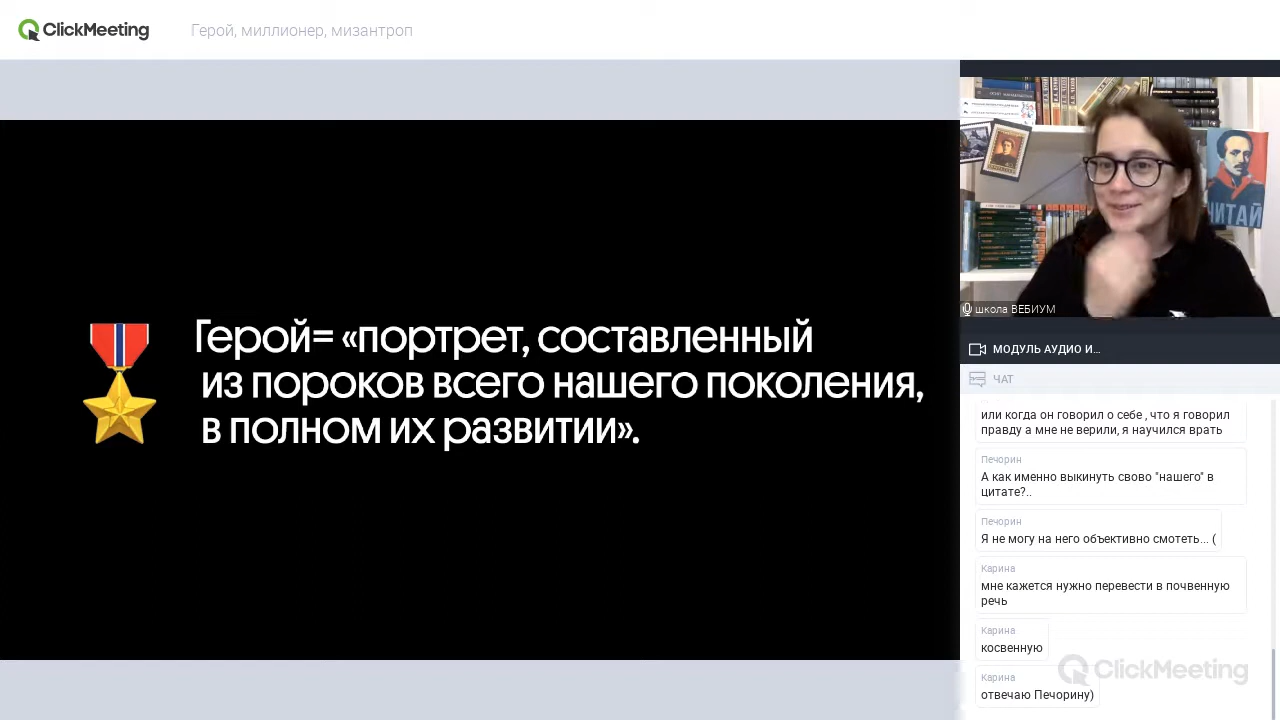 ClickMeeting
Герой, миллионер, мизантроп
Герой= «портрет, составленный
из пороков всего нашего поколения,
в полном их развитии».
ЧИТАЙ
школа ВЕБИУМ
МОДУЛЬ АУДИО И...
ЧАТ
или когда он говорил о себе , что я говорил
правду а мне не верили, я научился врать
Печорин
А как именно выкинуть свово "нашего" в
цитате?..
Печорин
Я не могу на него объективно смотеть... (
Карина
мне кажется нужно перевести в почвенную
речь
Карина
косвенную
Карина
отвечаю Печорину)
ClickMeeting